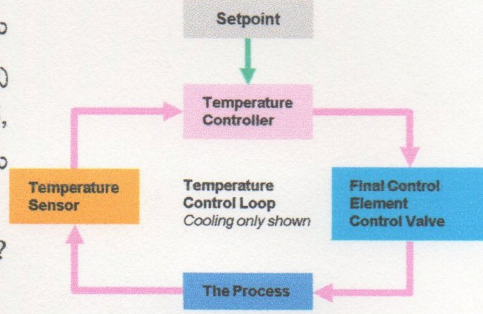 Setpoint
Temperature
Controller
Temperature
Sensor
Temperature
Control Loop
Cooling only shown
Final Control
Element
Control Valve
The Process